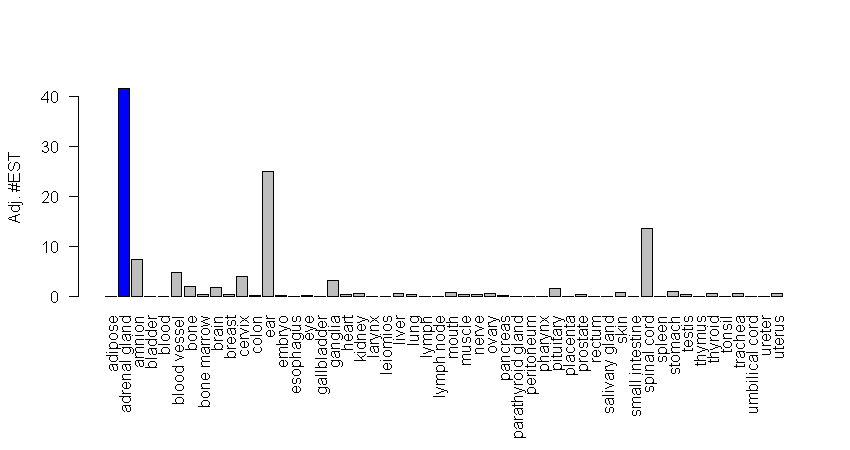 Adj. #EST
40
30
20
10
0
adipose
adrenal gland
amnion
bladder
blood
blood vessel
bone
bone marrow
brain
breast
cervix
colon
ear
embryo
esophagus
eye
gallbladder
ganglia
heart
kidney
larynx
leiomios
liver
lung
lymph
lymph node
mouth
muscle
nerve
ovary
pancreas
parathyroid gland
peritoneum
pharynx
pituitary
placenta
prostate
rectum
salivary gland
skin
small intestine
spinal cord
spleen
stomach
testis
thymus
thyroid
tonsil
trachea
umbilical cord
ureter
uterus